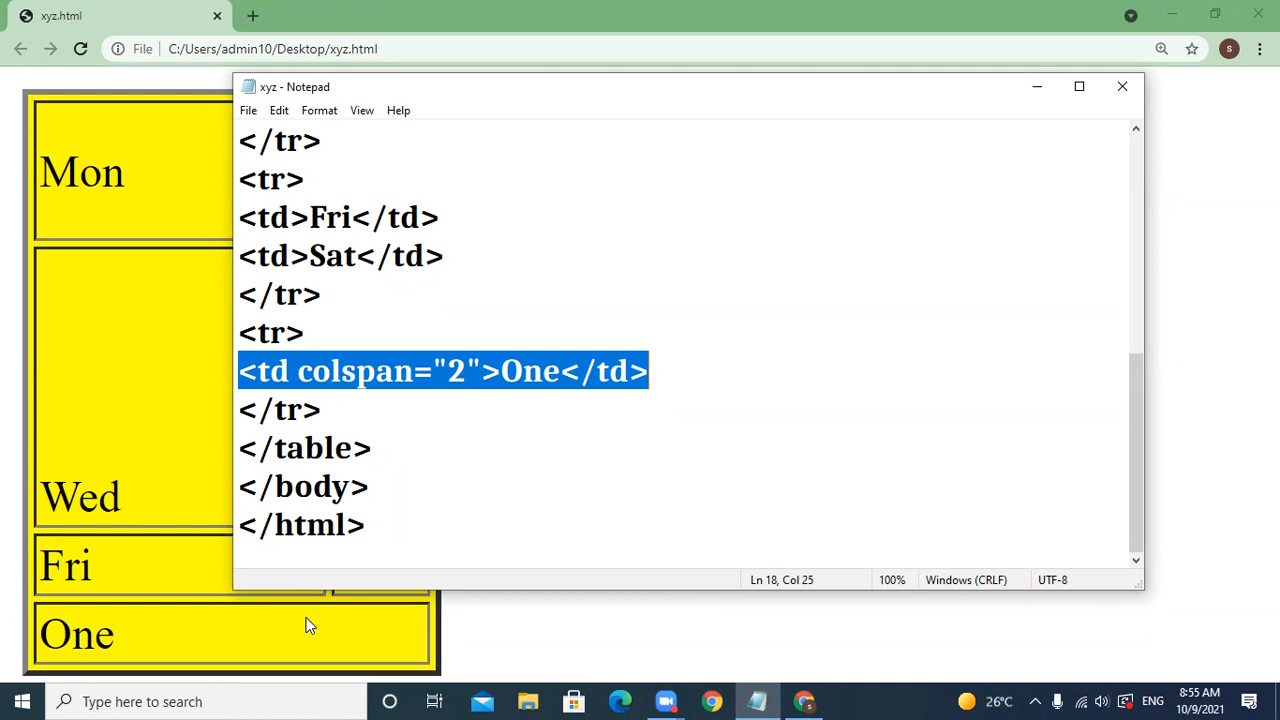 xyz.html
File
C:/Users/admin10/Desktop/xyz.html
S
xyz - Notepad
File Edit Format View Help
</tr>
<tr>
<td>Fri</td>
<td>Sat</td>
</tr>
<tr>
<td colspan="2">One</td>
</tr>
</table>
</body>
</html>
Ln 18, Col 25
100%
Windows (CRLF)
UTF-8
Mon
Wed
Fri
One
Type here to search
S
26°C
ENG
8:55 AM
10/9/2021